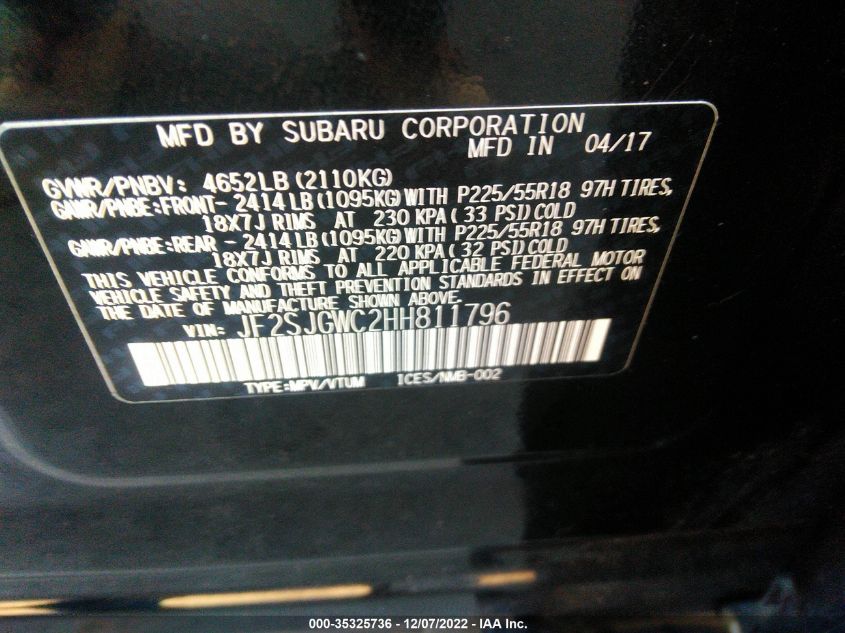 MFD BY SUBARU CORPORATION
MFD IN 04/17
GVWR/PNBV: 4652LB (2110KG)
GAWR/PNBE:FRONT- 2414 LB (1095KG) WITH P225/55R18 97H TIRES,
18X7J RIMS AT 230 KPA ( 33 PSI) COLD
GAWR/PNBE:REAR - 2414 LB (1095KG) WITH P225/55R18 97H TIRES,
18X7J RIMS AT 220 KPA ( 32 PSI) COLD
THIS VEHICLE CONFORMS TO ALL APPLICABLE FEDERAL MOTOR
VEHICLE SAFETY AND THEFT PREVENTION STANDARDS IN EFFECT ON
THE DATE OF MANUFACTURE SHOWN ABOVE.
VIN: JF2SJGWC2HH811796
TYPE:MPV/VTUM ICES/NMB-002
000-35325736 - 12/07/2022 - IAA Inc.